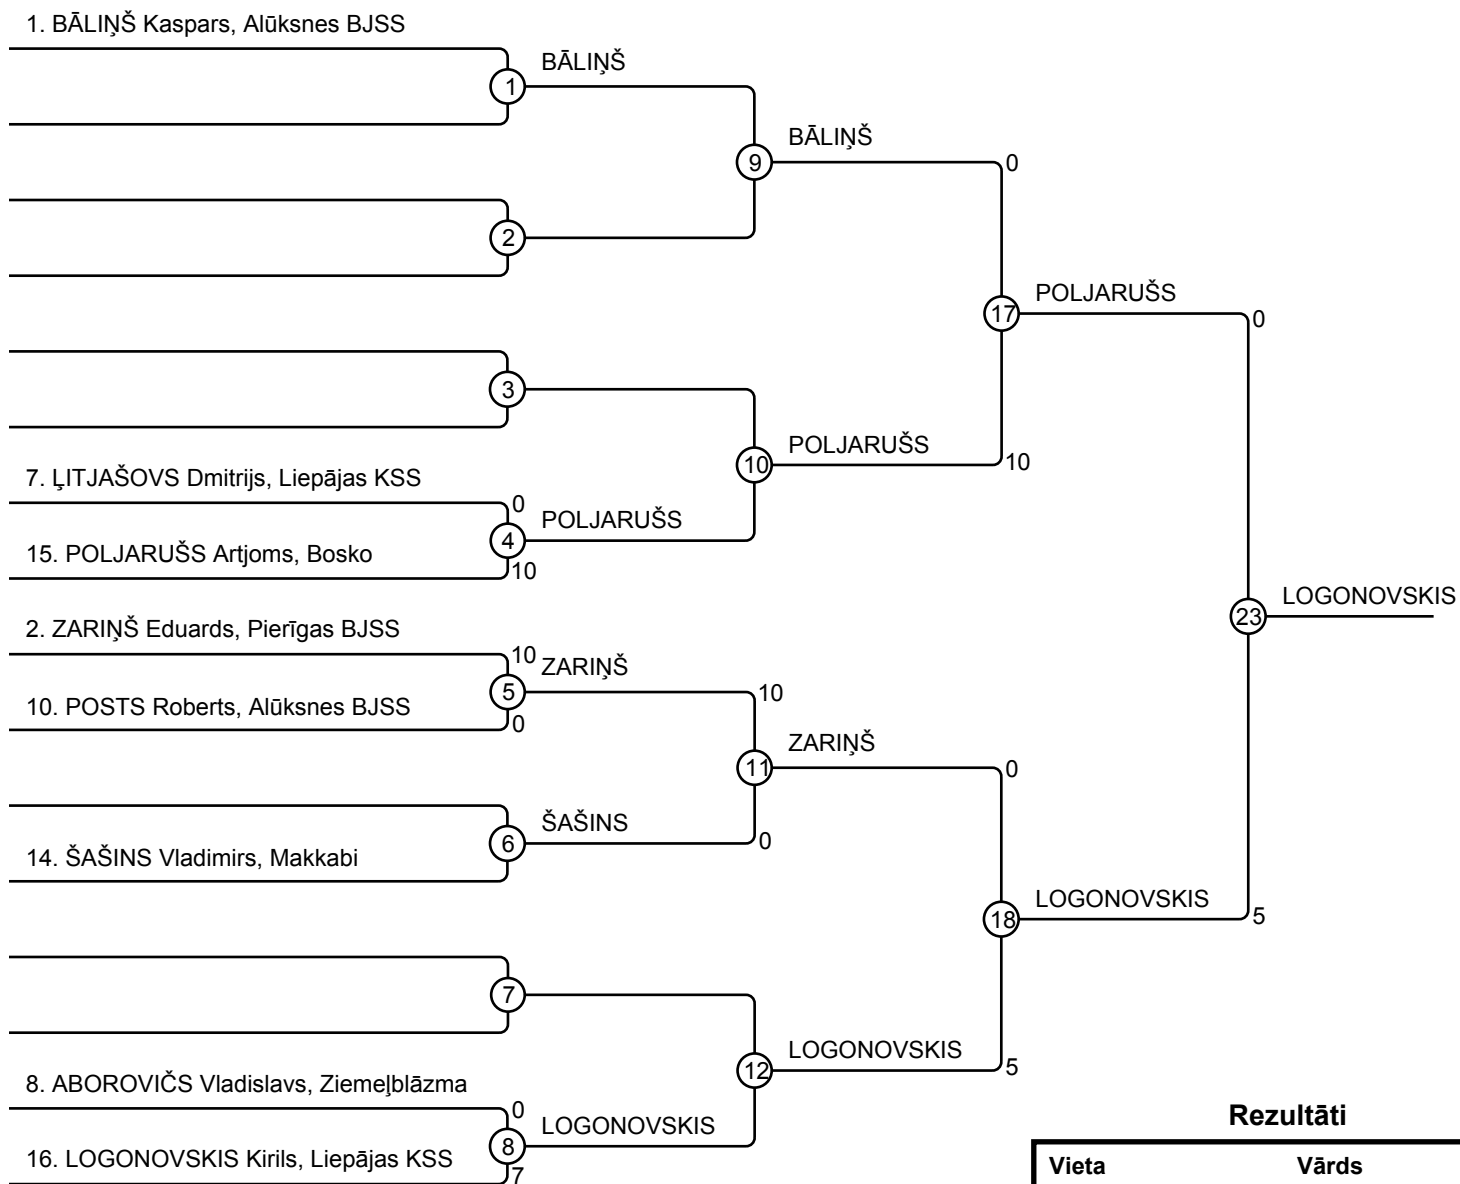 1. BĀLIŅŠ Kaspars, Alūksnes BJSS
BĀLIŅŠ
1
BĀLIŅŠ
9
0
2
POLJARUŠS
17
0
3
POLJARUŠS
10
10
7. ĻITJAŠOVS Dmitrijs, Liepājas KSS
0
POLJARUŠS
4
15. POLJARUŠS Artjoms, Bosko
10
LOGONOVSKIS
23
2. ZARIŅŠ Eduards, Pierīgas BJSS
10
ZARIŅŠ
5
10
10. POSTS Roberts, Alūksnes BJSS
0
ZARIŅŠ
11
0
ŠAŠINS
6
0
14. ŠAŠINS Vladimirs, Makkabi
LOGONOVSKIS
18
5
7
LOGONOVSKIS
12
5
8. ABOROVIČS Vladislavs, Ziemeļblāzma
0
LOGONOVSKIS
8
16. LOGONOVSKIS Kirils, Liepājas KSS
7
Rezultāti
Vieta Vārds